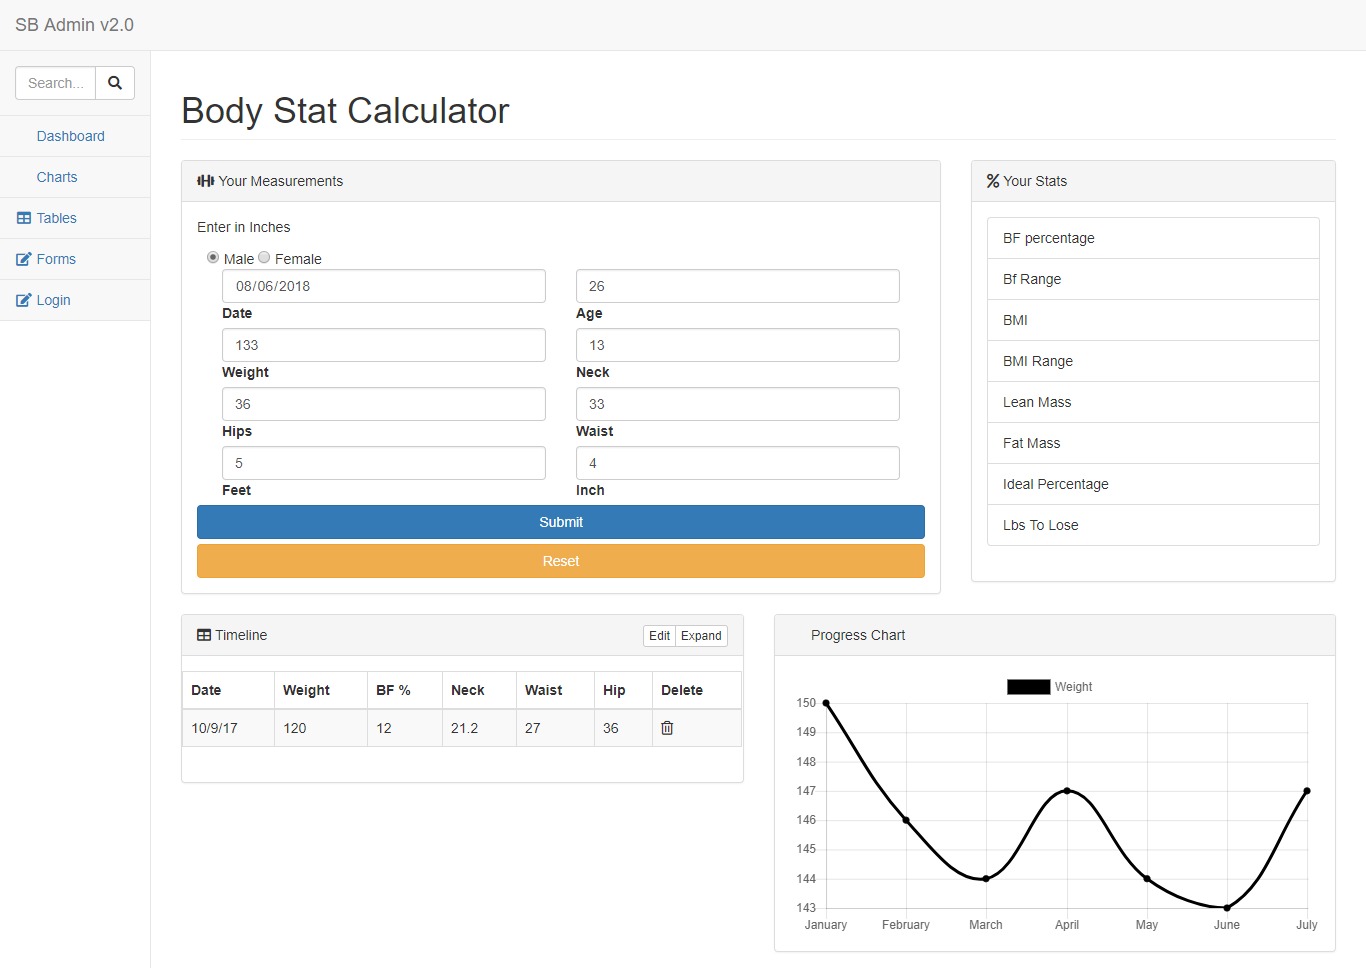 SB Admin v2.0
Search...
Dashboard
Charts
Tables
Forms
Login
Body Stat Calculator
Your Measurements
Enter in Inches
Male Female
08/06/2018 26
Date Age
133 13
Weight Neck
36 33
Hips Waist
5 4
Feet Inch
Submit
Reset
Your Stats
BF percentage
Bf Range
BMI
BMI Range
Lean Mass
Fat Mass
Ideal Percentage
Lbs To Lose
Timeline Edit Expand
Date Weight BF % Neck Waist Hip Delete
10/9/17 120 12 21.2 27 36
Progress Chart
Weight
150
149
148
147
146
145
144
143
January February March April May June July